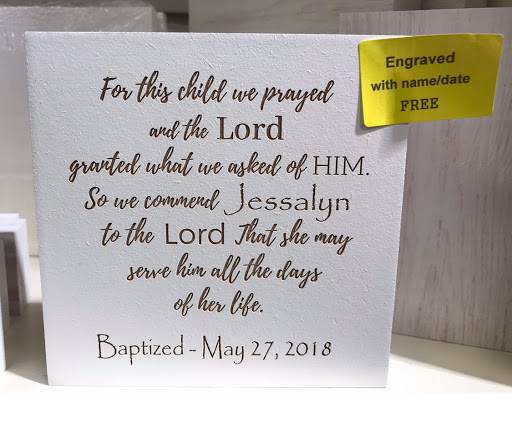 Engraved
with name/date
FREE
For this child we prayed
and the Lord
granted what we asked of HIM.
So we commend Jessalyn
to the Lord That she may
serve him all the days
of her life.
Baptized - May 27, 2018